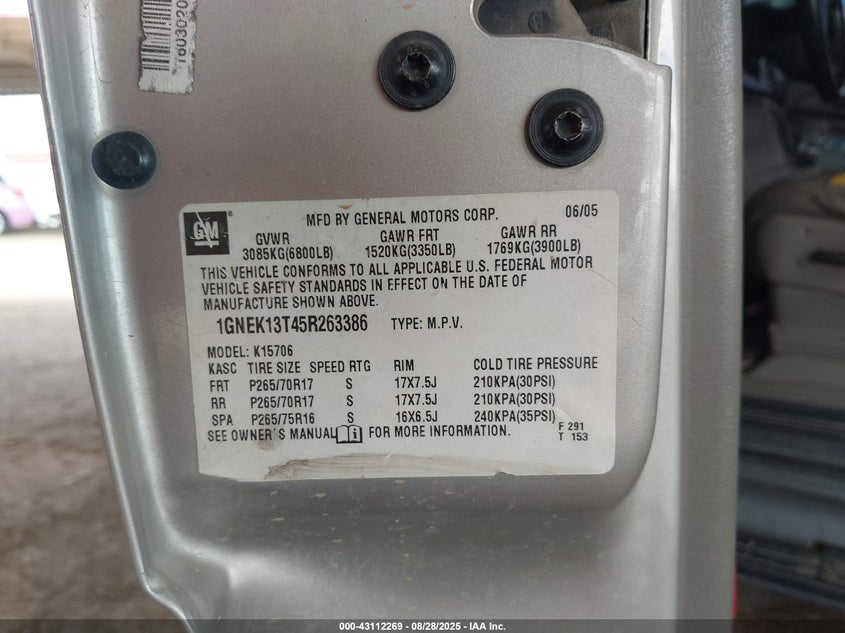 1609302020
GM®
MFD BY GENERAL MOTORS CORP. 06/05
GVWR GAWR FRT GAWR RR
3085KG(6800LB) 1520KG(3350LB) 1769KG(3900LB)
THIS VEHICLE CONFORMS TO ALL APPLICABLE U.S. FEDERAL MOTOR
VEHICLE SAFETY STANDARDS IN EFFECT ON THE DATE OF
MANUFACTURE SHOWN ABOVE.
1GNEK13T45R263386 TYPE: M.P.V.
MODEL: K15706
KASC TIRE SIZE SPEED RTG RIM COLD TIRE PRESSURE
FRT P265/70R17 S 17X7.5J 210KPA(30PSI)
RR P265/70R17 S 17X7.5J 210KPA(30PSI)
SPA P265/75R16 S 16X6.5J 240KPA(35PSI)
SEE OWNER'S MANUAL FOR MORE INFORMATION.
F 291
T 153
000-43112269 - 08/28/2025 - IAA Inc.